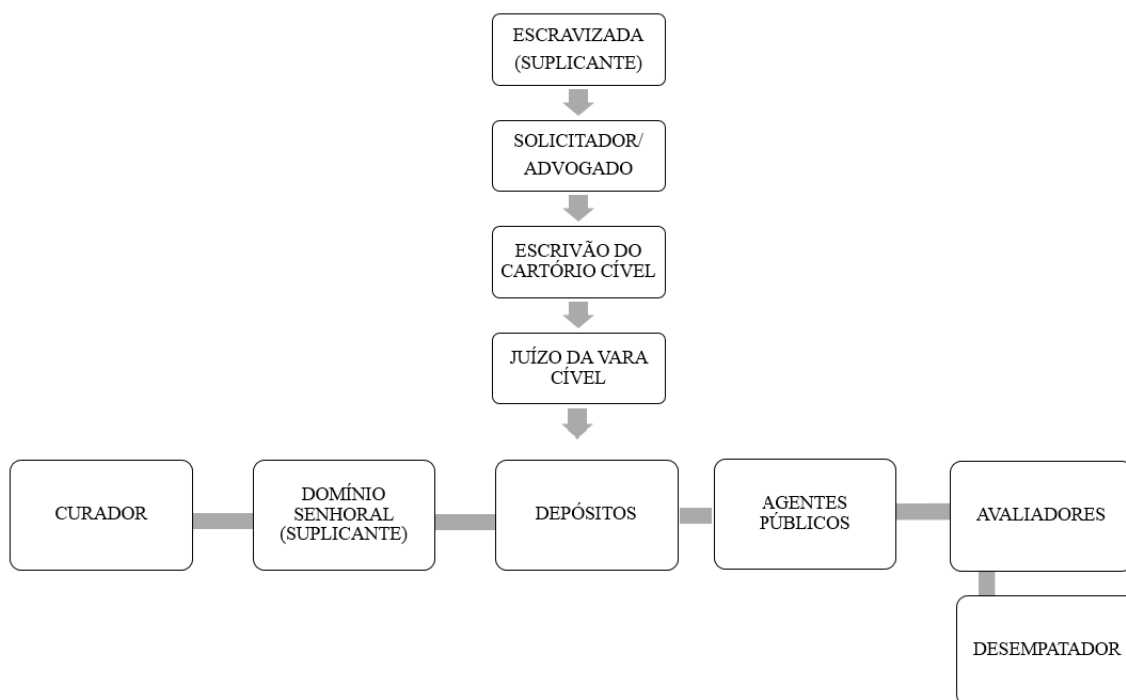 ESCRAVIZADA
(SUPLICANTE)
SOLICITADOR/
ADVOGADO
ESCRIVÃO DO
CARTÓRIO CÍVEL
JUÍZO DA VARA
CÍVEL
CURADOR
DOMÍNIO
SENHORAL
(SUPLICANTE)
DEPÓSITOS
AGENTES
PÚBLICOS
AVALIADORES
DESEMPATADOR